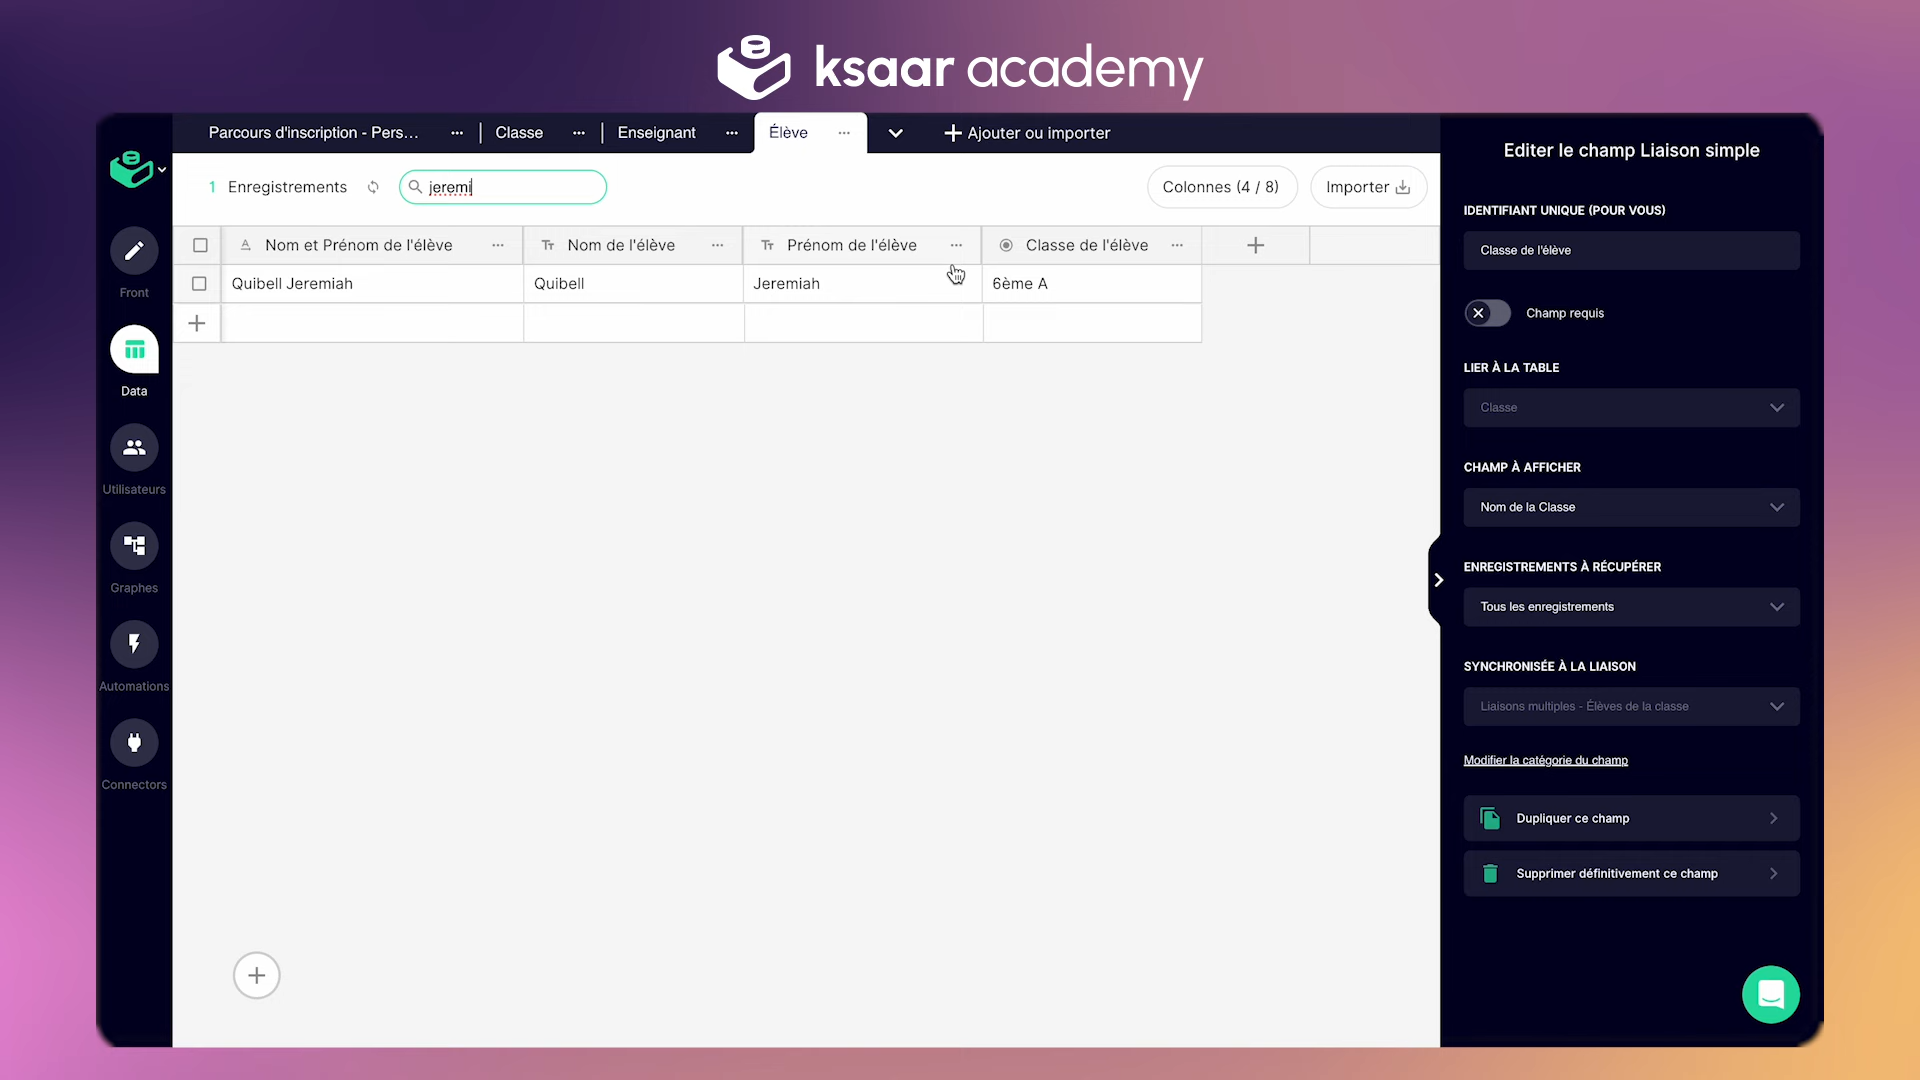 ksaar academy
Parcours d'inscription - Pers...
Classe
Enseignant
Élève
Ajouter ou importer
1 Enregistrements
jeremi
Colonnes (4 / 8)
Importer
Nom et Prénom de l'élève
Nom de l'élève
Prénom de l'élève
Classe de l'élève
Quibell Jeremiah
Quibell
Jeremiah
6ème A
Front
Data
Utilisateurs
Graphes
Automations
Connectors
Editer le champ Liaison simple
IDENTIFIANT UNIQUE (POUR VOUS)
Classe de l'élève
Champ requis
LIER À LA TABLE
Classe
CHAMP À AFFICHER
Nom de la Classe
ENREGISTREMENTS À RÉCUPÉRER
Tous les enregistrements
SYNCHRONISÉE À LA LIAISON
Liaisons multiples - Élèves de la classe
Modifier la catégorie du champ
Dupliquer ce champ
Supprimer définitivement ce champ